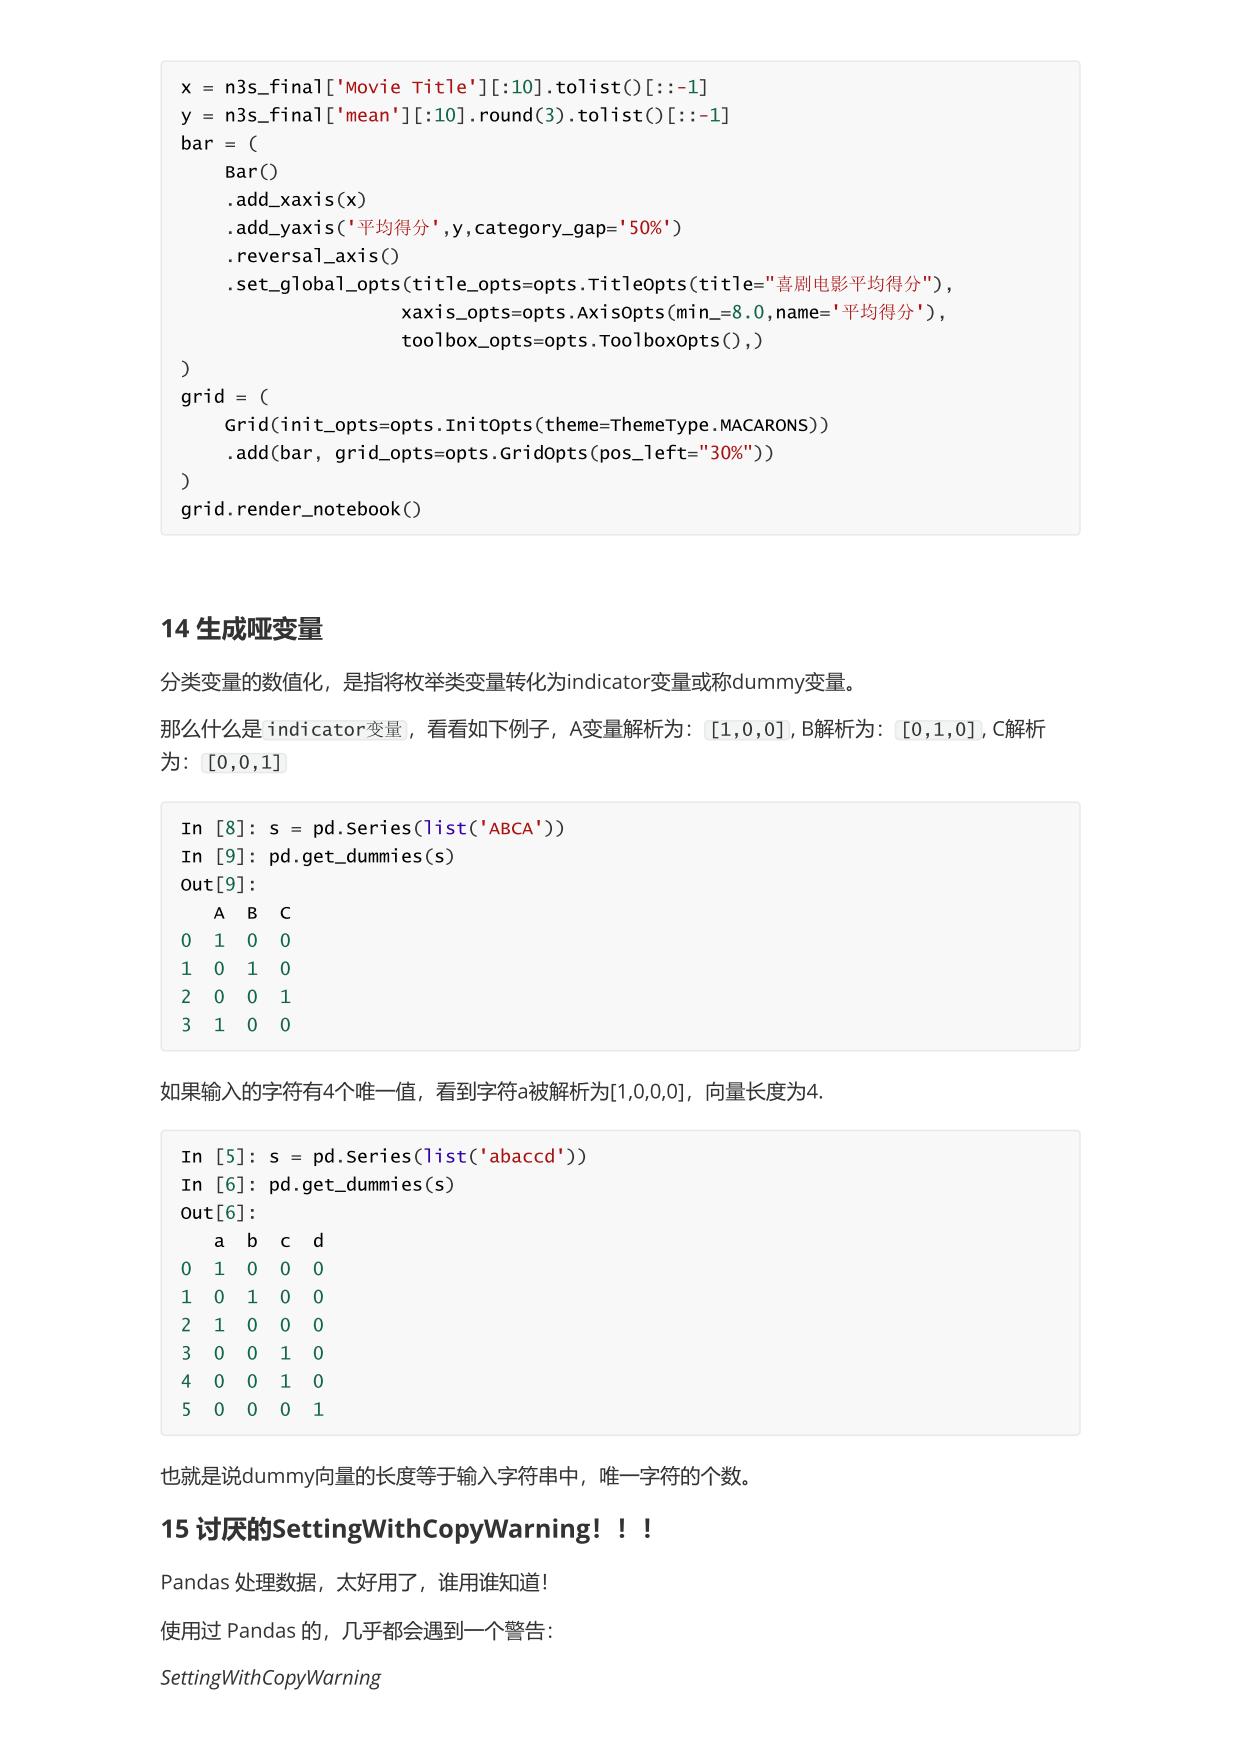 x = n3s_final['Movie Title'][:10].tolist()[::-1]
y = n3s_final['mean'][:10].round(3).tolist()[::-1]
bar = (
    Bar()
    .add_xaxis(x)
    .add_yaxis('平均得分',y,category_gap='50%')
    .reversal_axis()
    .set_global_opts(title_opts=opts.TitleOpts(title="喜剧电影平均得分"),
                    xaxis_opts=opts.AxisOpts(min_=8.0,name='平均得分'),
                    toolbox_opts=opts.ToolboxOpts(),)
)
grid = (
    Grid(init_opts=opts.InitOpts(theme=ThemeType.MACARONS))
    .add(bar, grid_opts=opts.GridOpts(pos_left="30%"))
)
grid.render_notebook()
14 生成哑变量
分类变量的数值化，是指将枚举类变量转化为indicator变量或称dummy变量。
那么什么是indicator变量，看看如下例子，A变量解析为：[1,0,0], B解析为：[0,1,0], C解析
为：[0,0,1]
In [8]: s = pd.Series(list('ABCA'))
In [9]: pd.get_dummies(s)
Out[9]:
   A  B  C
0  1  0  0
1  0  1  0
2  0  0  1
3  1  0  0
如果输入的字符有4个唯一值，看到字符a被解析为[1,0,0,0]，向量长度为4.
In [5]: s = pd.Series(list('abaccd'))
In [6]: pd.get_dummies(s)
Out[6]:
   a  b  c  d
0  1  0  0  0
1  0  1  0  0
2  1  0  0  0
3  0  0  1  0
4  0  0  1  0
5  0  0  0  1
也就是说dummy向量的长度等于输入字符串中，唯一字符的个数。
15 讨厌的SettingWithCopyWarning！！！
Pandas 处理数据，太好用了，谁用谁知道！
使用过 Pandas 的，几乎都会遇到一个警告：
SettingWithCopyWarning